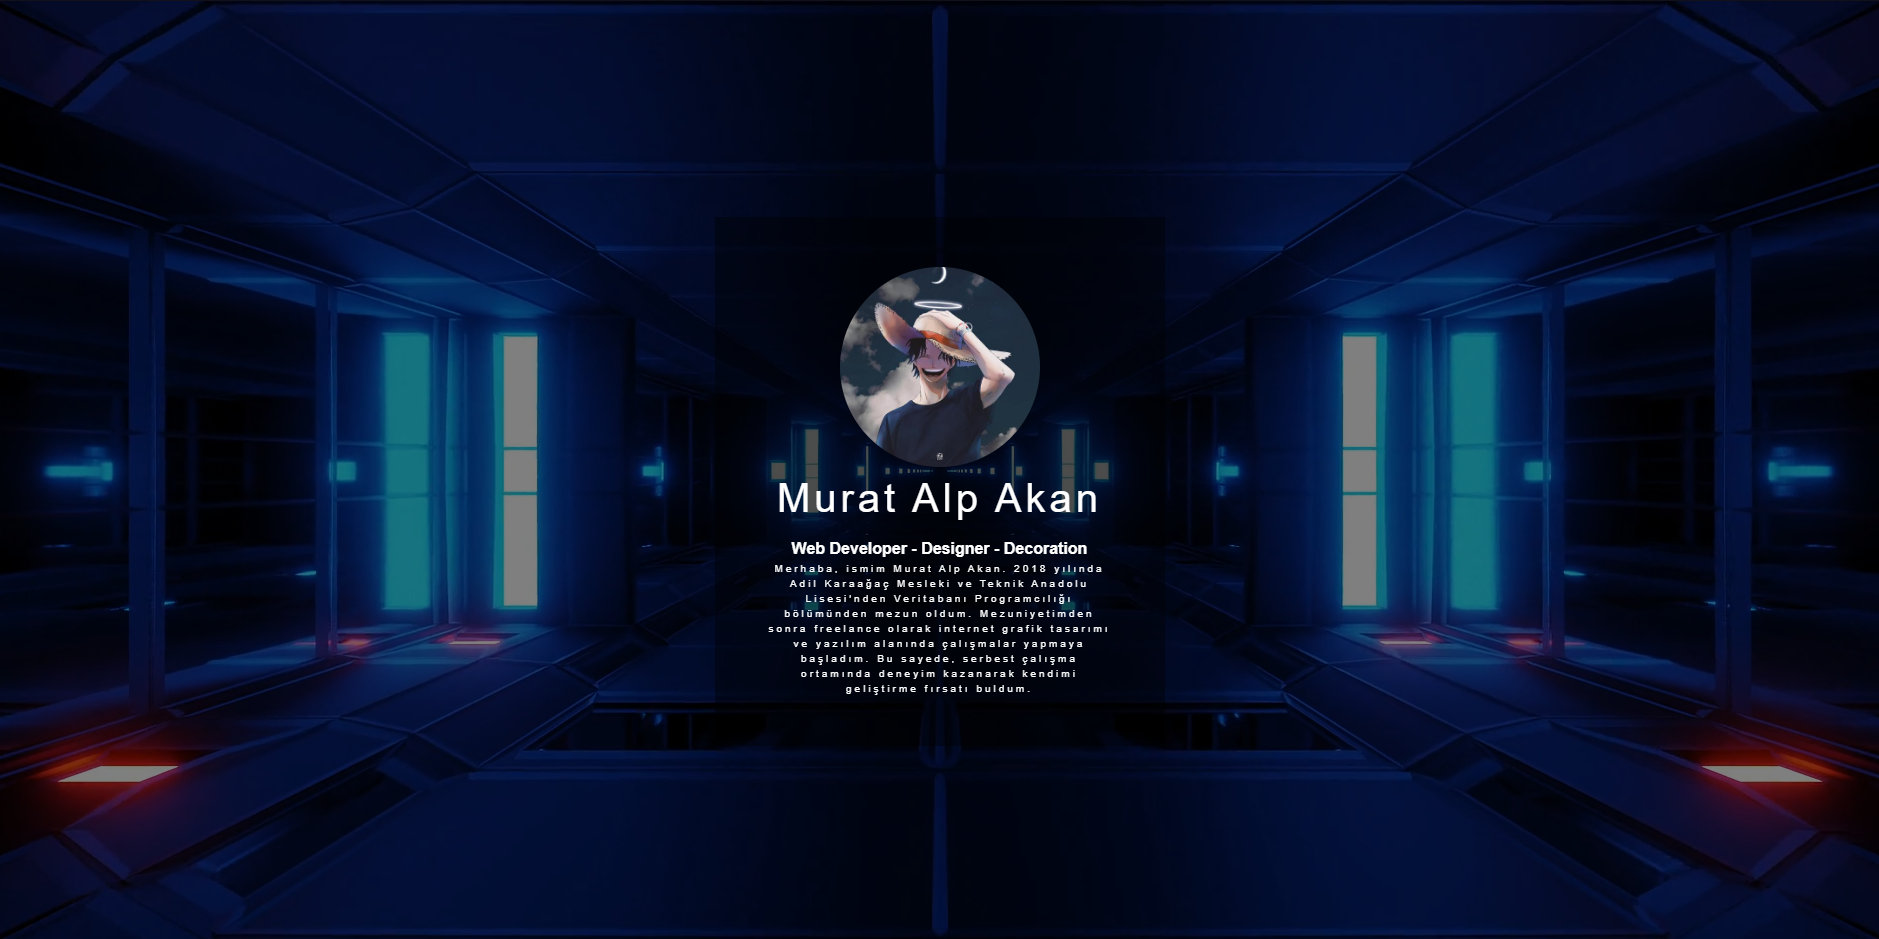 Murat Alp Akan
Web Developer - Designer - Decoration
Merhaba, ismim Murat Alp Akan. 2018 yılında
Adil Karaağaç Mesleki ve Teknik Anadolu
Lisesi'nden Veritabanı Programcılığı
bölümünden mezun oldum. Mezuniyetimden
sonra freelance olarak internet grafik tasarımı
ve yazılım alanında çalışmalar yapmaya
başladım. Bu sayede, serbest çalışma
ortamında deneyim kazanarak kendimi
geliştirme fırsatı buldum.